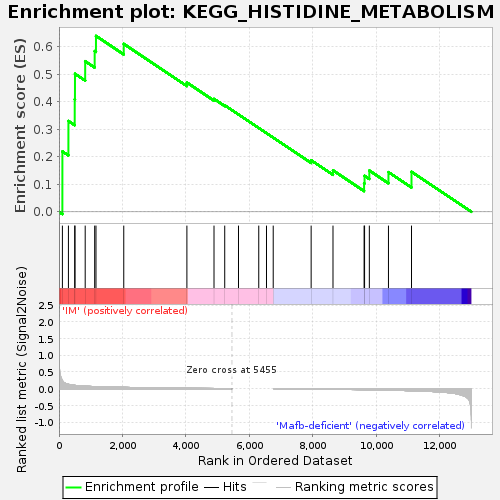 Enrichment plot: KEGG_HISTIDINE_METABOLISM
Enrichment score (ES)
0.6
0.5
0.4
0.3
0.2
0.1
0.0
'IM' (positively correlated)
Ranked list metric (Signal2Noise)
2.5
2.0
1.5
1.0
0.5
0.0
-0.5
-1.0
Zero cross at 5455
'Mafb-deficient' (negatively correlated)
0
2,000
4,000
6,000
8,000
10,000
12,000
Rank in Ordered Dataset
Enrichment profile
Hits
Ranking metric scores